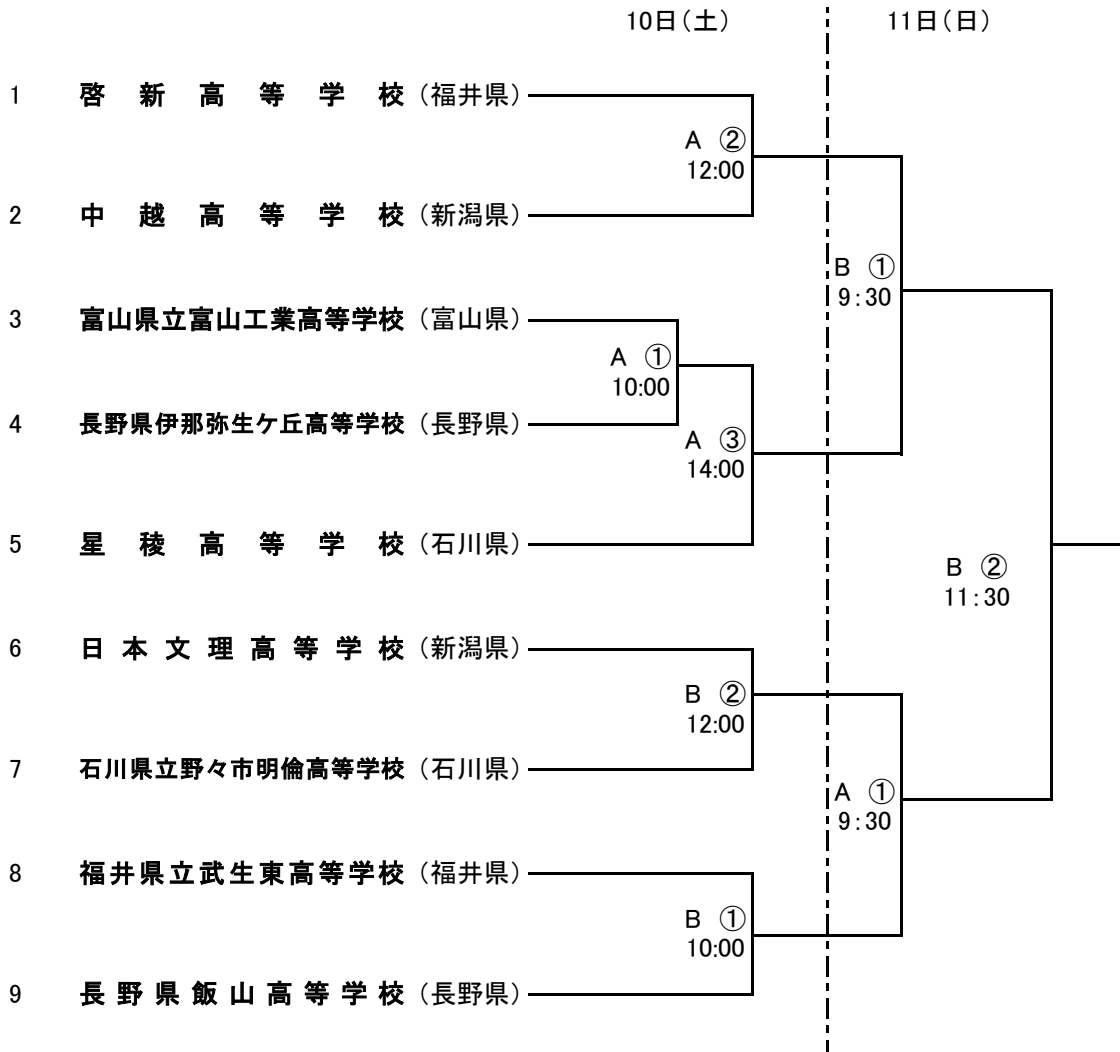 10日(土) 11日(日)
1 啓新高等学校(福井県)
A ②
12:00
2 中越高等学校(新潟県)
B ①
9:30
3 富山県立富山工業高等学校(富山県)
A ①
10:00
4 長野県伊那弥生ケ丘高等学校(長野県)
A ③
14:00
5 星稜高等学校(石川県)
B ②
11:30
6 日本文理高等学校(新潟県)
B ②
12:00
7 石川県立野々市明倫高等学校(石川県)
A ①
9:30
8 福井県立武生東高等学校(福井県)
B ①
10:00
9 長野県飯山高等学校(長野県)